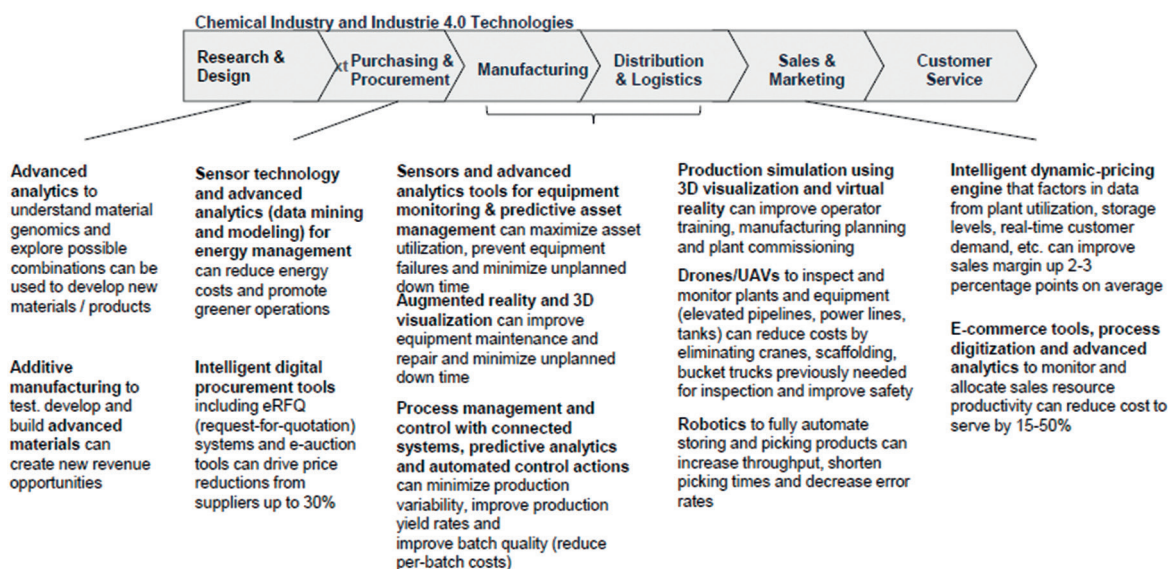 Chemical Industry and Industrie 4.0 Technologies
Research &
Design
xt Purchasing &
Procurement
Manufacturing
Distribution
& Logistics
Sales &
Marketing
Customer
Service
Advanced
analytics to
understand material
genomics and
explore possible
combinations can be
used to develop new
materials / products
Additive
manufacturing to
test. develop and
build advanced
materials can
create new revenue
opportunities
Sensor technology
and advanced
analytics (data mining
and modeling) for
energy management
can reduce energy
costs and promote
greener operations
Intelligent digital
procurement tools
including eRFQ
(request-for-quotation)
systems and e-auction
tools can drive price
reductions from
suppliers up to 30%
Sensors and advanced
analytics tools for equipment
monitoring & predictive asset
management can maximize asset
utilization, prevent equipment
failures and minimize unplanned
down time
Augmented reality and 3D
visualization can improve
equipment maintenance and
repair and minimize unplanned
down time
Process management and
control with connected
systems, predictive analytics
and automated control actions
can minimize production
variability, improve production
yield rates and
improve batch quality (reduce
per-batch costs)
Production simulation using
3D visualization and virtual
reality can improve operator
training, manufacturing planning
and plant commissioning
Drones/UAVs to inspect and
monitor plants and equipment
(elevated pipelines, power lines,
tanks) can reduce costs by
eliminating cranes, scaffolding,
bucket trucks previously needed
for inspection and improve safety
Robotics to fully automate
storing and picking products can
increase throughput, shorten
picking times and decrease error
rates
Intelligent dynamic-pricing
engine that factors in data
from plant utilization, storage
levels, real-time customer
demand, etc. can improve
sales margin up 2-3
percentage points on average
E-commerce tools, process
digitization and advanced
analytics to monitor and
allocate sales resource
productivity can reduce cost to
serve by 15-50%